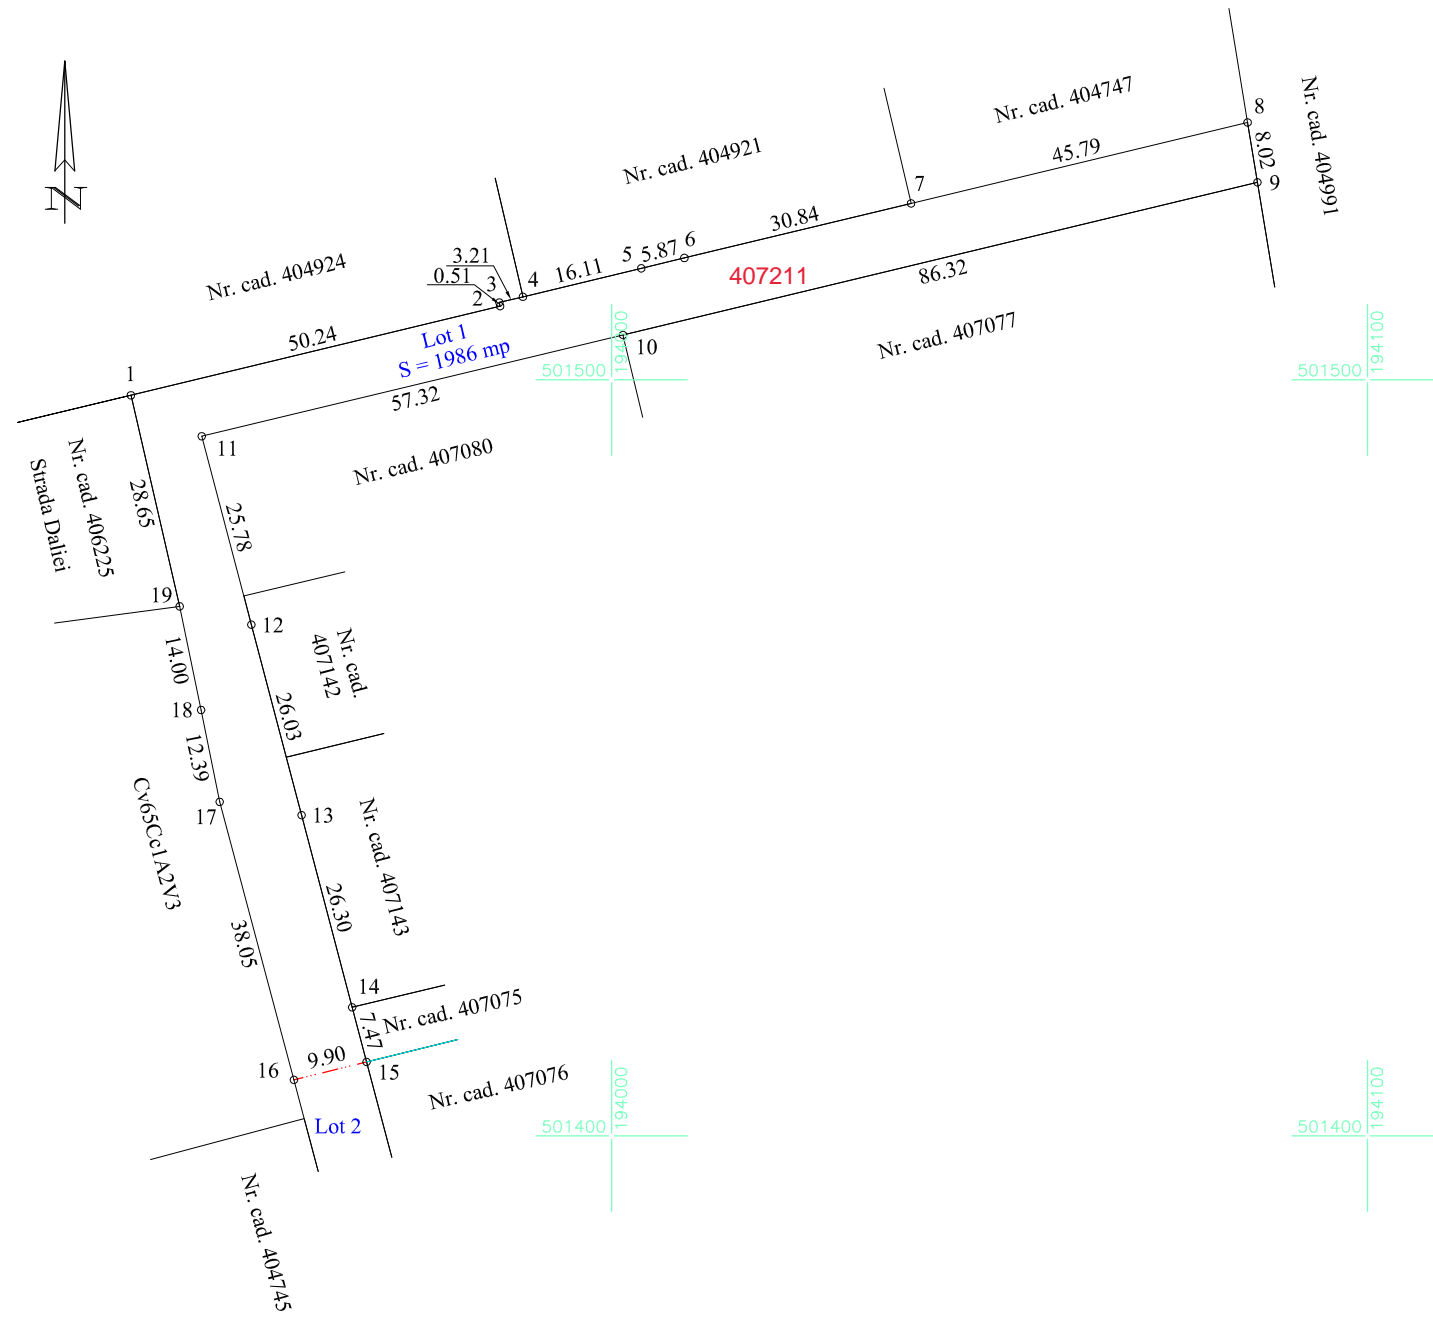 N
Nr. cad. 404924
Nr. cad. 404921
Nr. cad. 404747
Nr. cad. 404991
8
8.02
9
45.79
7
30.84
6
5.87
5
16.11
4
3.21
3
0.51
2
50.24
1
Lot 1
S = 1986 mp
407211
86.32
Nr. cad. 407077
10
57.32
11
Nr. cad. 407080
501500
194000
501500
194100
Strada Daliei
Nr. cad. 406225
28.65
25.78
19
12
14.00
Nr. cad.
407142
18
12.39
26.03
17
13
Cv65Cc1A2V3
Nr. cad. 407143
38.05
26.30
14
Nr. cad. 407075
7.47
9.90
16
15
Nr. cad. 407076
Lot 2
Nr. cad. 404745
501400
194000
501400
194100